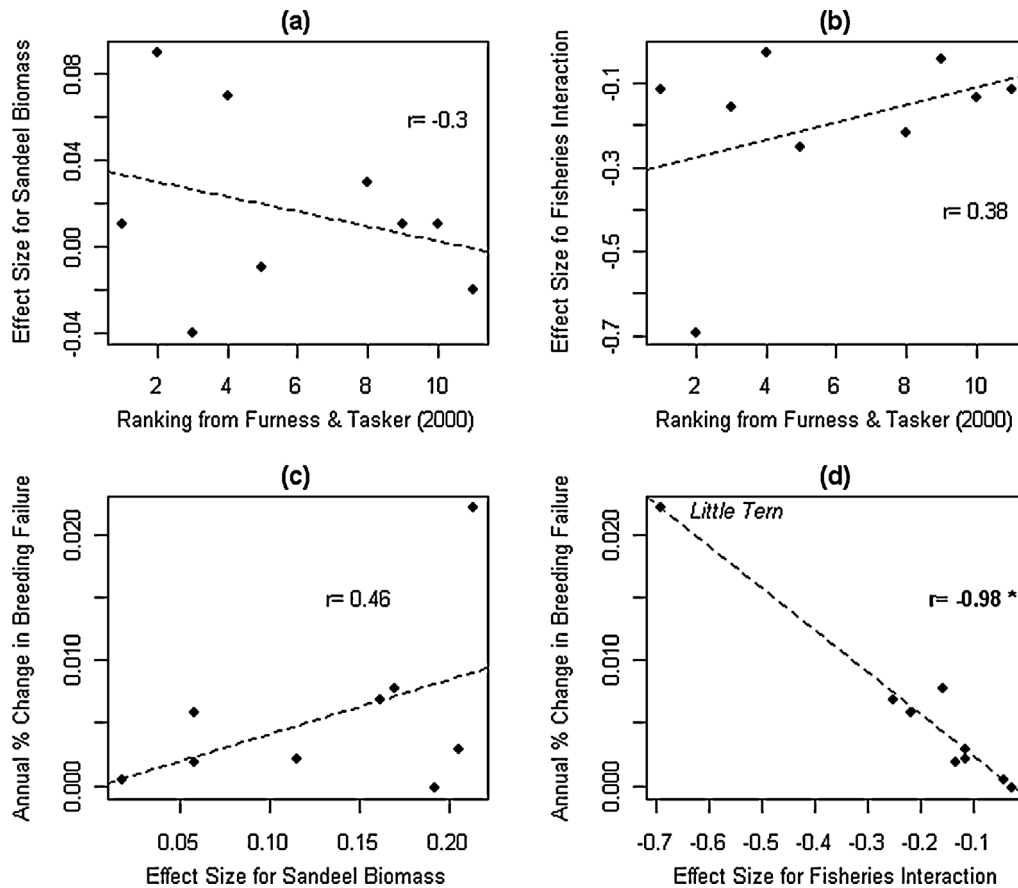 (a)
Effect Size for Sandeel Biomass
0.08
0.04
0.00
-0.04
r= -0.3
2 4 6 8 10
Ranking from Furness & Tasker (2000)
(b)
Effect Size fo Fisheries Interaction
-0.1
-0.3
-0.5
-0.7
r= 0.38
2 4 6 8 10
Ranking from Furness & Tasker (2000)
(c)
Annual % Change in Breeding Failure
0.020
0.010
0.000
r= 0.46
0.05 0.10 0.15 0.20
Effect Size for Sandeel Biomass
(d)
Annual % Change in Breeding Failure
0.020
0.010
0.000
Little Tern
r= -0.98 *
-0.7 -0.6 -0.5 -0.4 -0.3 -0.2 -0.1
Effect Size for Fisheries Interaction